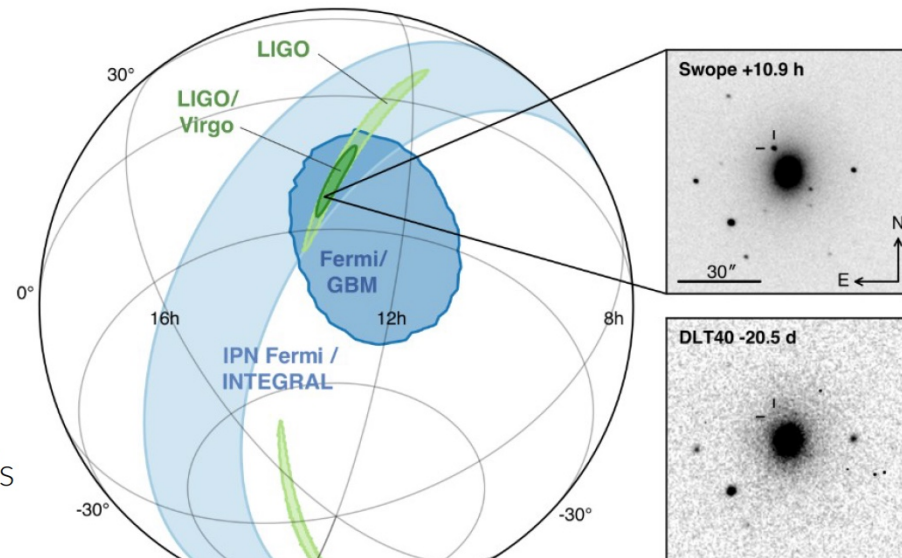 LIGO
30°
LIGO/
Virgo
Swope +10.9 h
N
30″
E
Fermi/
GBM
0°
16h
12h
8h
IPN Fermi /
INTEGRAL
DLT40 -20.5 d
s
-30°
-30°